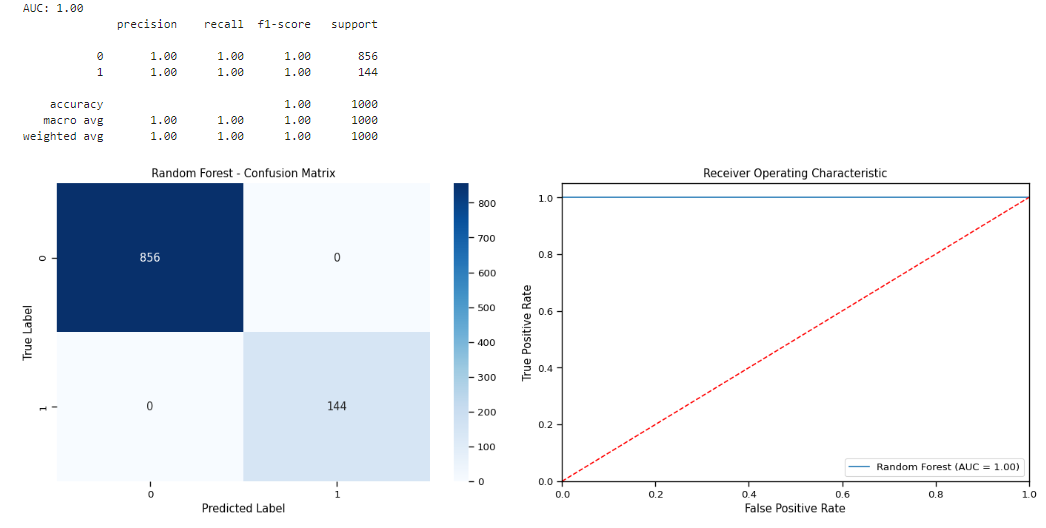 AUC: 1.00
precision recall f1-score support
0 1.00 1.00 1.00 856
1 1.00 1.00 1.00 144
accuracy 1.00 1000
macro avg 1.00 1.00 1.00 1000
weighted avg 1.00 1.00 1.00 1000
Random Forest - Confusion Matrix
True Label
0
1
856 0
0 144
0 1
Predicted Label
800
700
600
500
400
300
200
100
0
Receiver Operating Characteristic
True Positive Rate
1.0
0.8
0.6
0.4
0.2
0.0
Random Forest (AUC = 1.00)
0.0 0.2 0.4 0.6 0.8 1.0
False Positive Rate